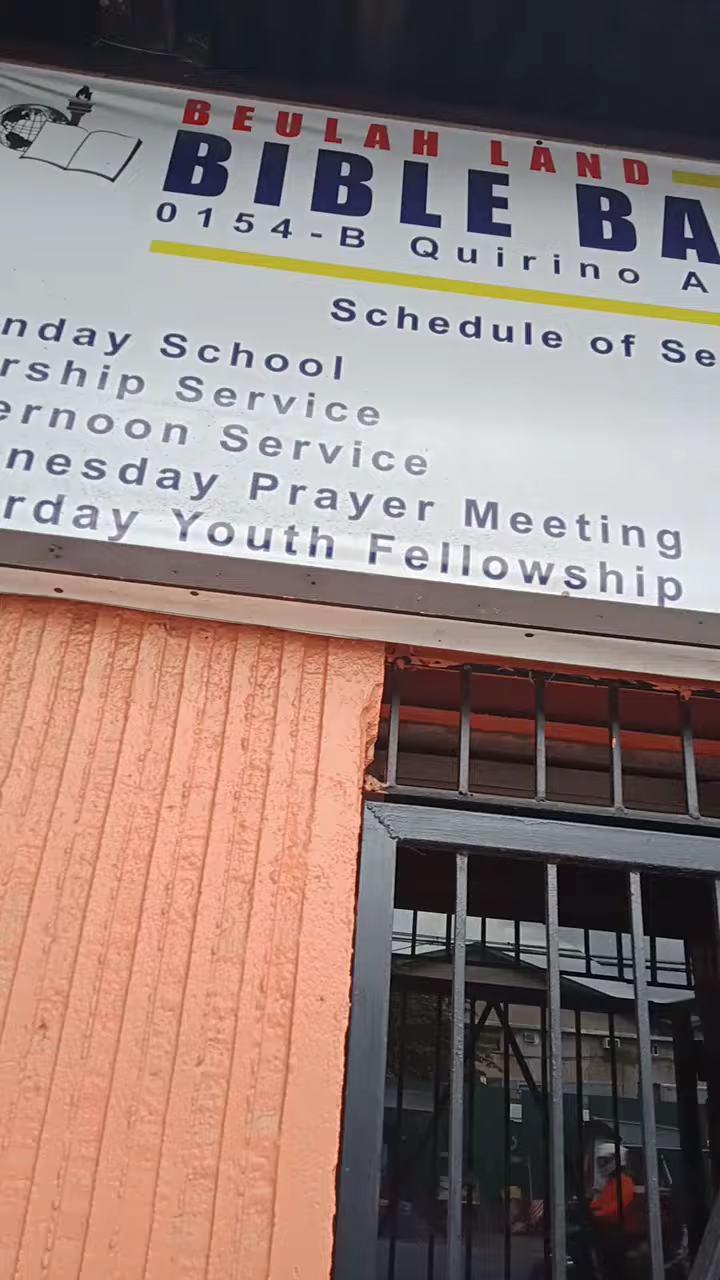 BEULAH LAND
BIBLE BA
0154-B Quirino A
Schedule of Se
nday School
rship Service
ernoon Service
nesday Prayer Meeting
rday Youth Fellowship